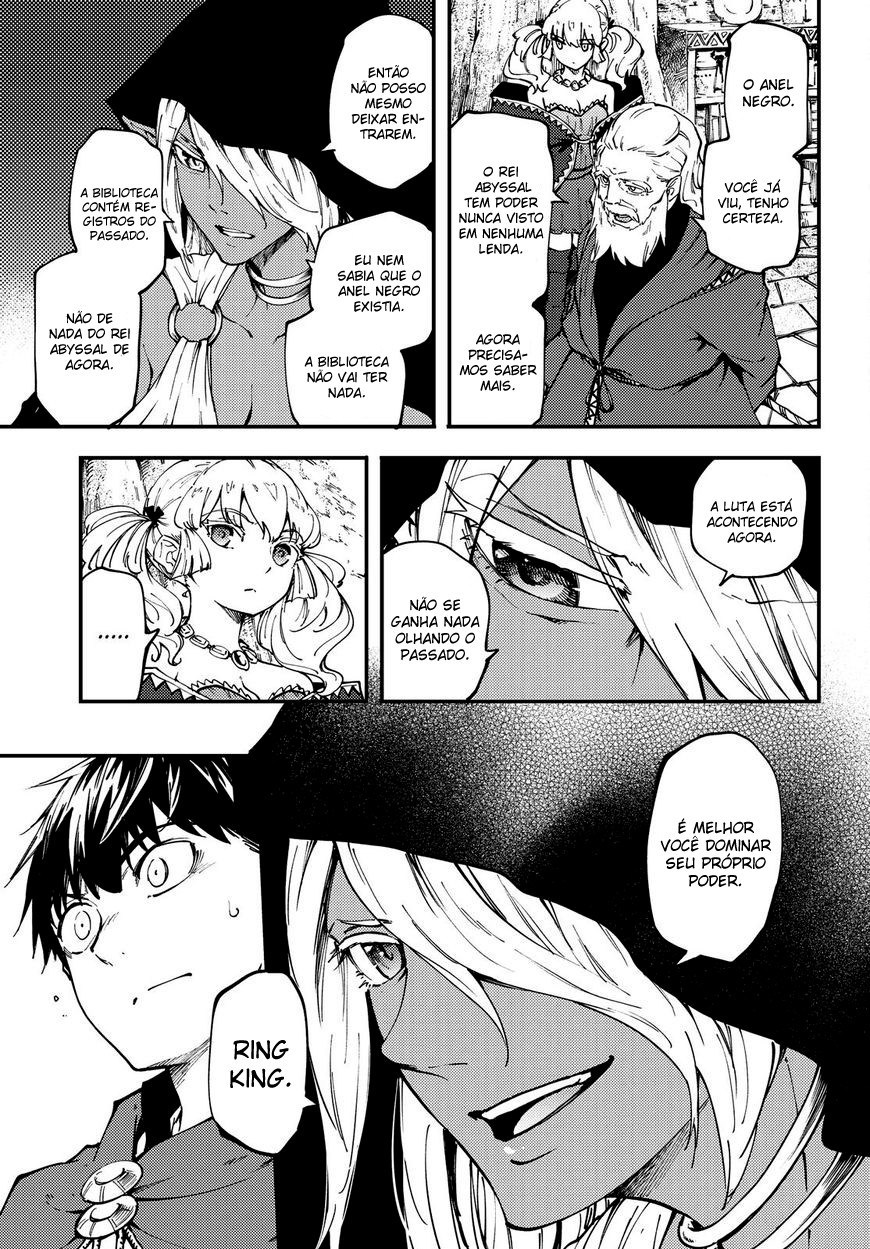 O ANEL
NEGRO.
VOCÊ JÁ
VIU, TENHO
CERTEZA.
O REI
ABYSSAL
TEM PODER
NUNCA VISTO
EM NENHUMA
LENDA.
AGORA
PRECISA-
MOS SABER
MAIS.
ENTÃO
NÃO POSSO
MESMO
DEIXAR EN-
TRAREM.
EU NEM
SABIA QUE O
ANEL NEGRO
EXISTIA.
A BIBLIOTECA
NÃO VAI TER
NADA.
A BIBLIOTECA
CONTÉM RE-
GISTROS DO
PASSADO.
NÃO DE
NADA DO REI
ABYSSAL DE
AGORA.
A LUTA ESTÁ
ACONTECENDO
AGORA.
NÃO SE
GANHA NADA
OLHANDO O
PASSADO.
......
É MELHOR
VOCÊ DOMINAR
SEU PRÓPRIO
PODER.
RING
KING.